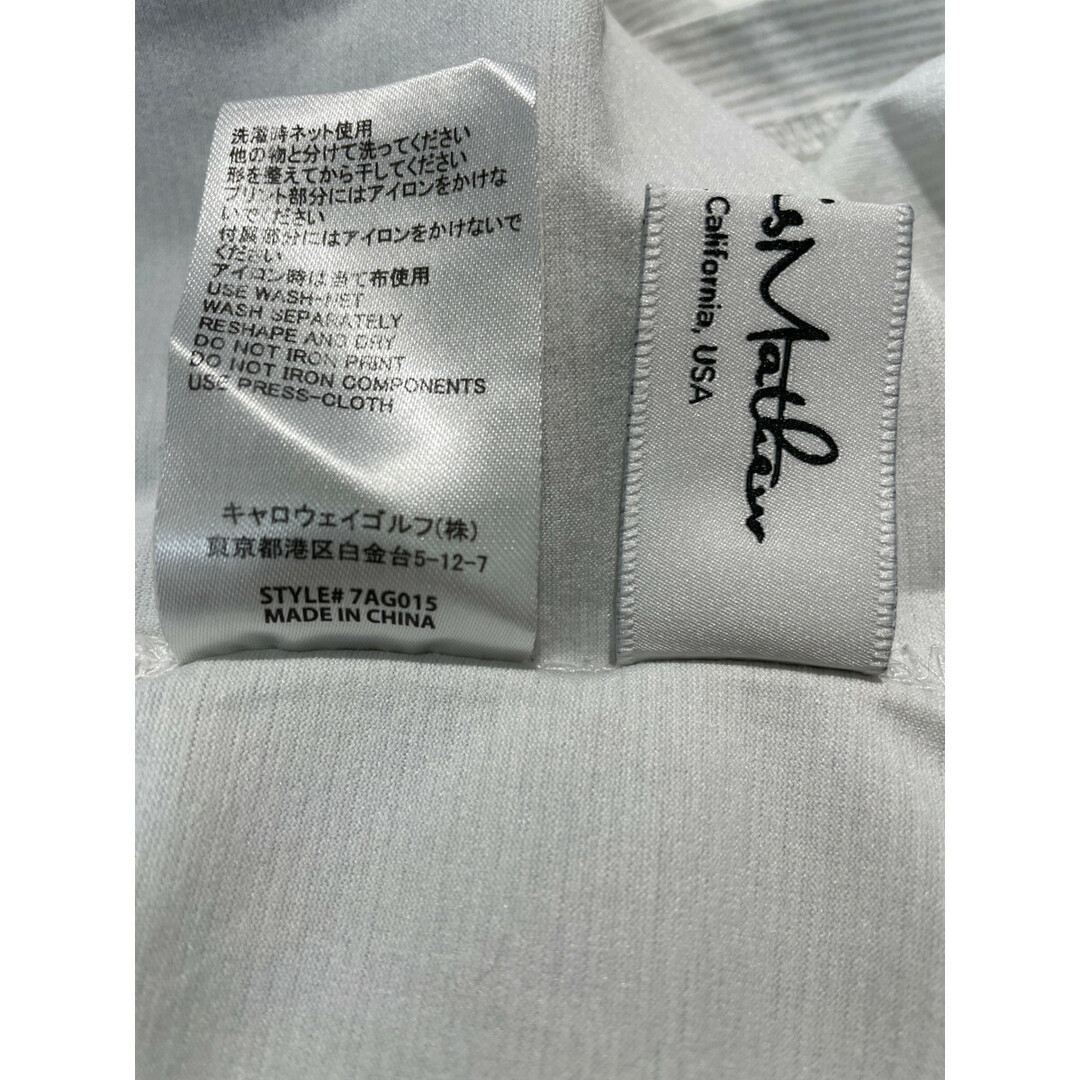 洗濯時ネット使用
他の物と分けて洗ってください
形を整えてから干してください
プリント部分にはアイロンをかけな
いでください
付属部分にはアイロンをかけないで
ください
アイロン時は当て布使用
USE WASH-NET
WASH SEPARATELY
RESHAPE AND DRY
DO NOT IRON PRINT
DO NOT IRON COMPONENTS
USE PRESS-CLOTH
キャロウェイゴルフ(株)
東京都港区白金台5-12-7
STYLE# 7AG015
MADE IN CHINA
isMathew
California, USA